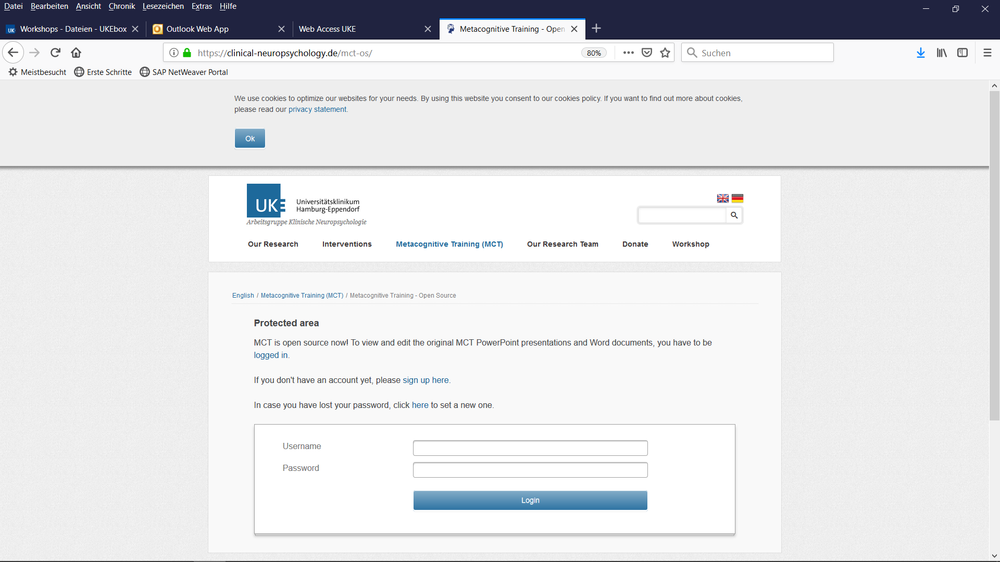 Datei Bearbeiten Ansicht Chronik Lesezeichen Extras Hilfe
Workshops - Dateien - UKEbox Outlook Web App Web Access UKE Metacognitive Training - Open
https://clinical-neuropsychology.de/mct-os/ 80% Suchen
Meistbesucht Erste Schritte SAP NetWeaver Portal
We use cookies to optimize our websites for your needs. By using this website you consent to our cookies policy. If you want to find out more about cookies,
please read our privacy statement.
Ok
UKE Universitätsklinikum
Hamburg-Eppendorf
Arbeitsgruppe Klinische Neuropsychologie
Our Research Interventions Metacognitive Training (MCT) Our Research Team Donate Workshop
English / Metacognitive Training (MCT) / Metacognitive Training - Open Source
Protected area
MCT is open source now! To view and edit the original MCT PowerPoint presentations and Word documents, you have to be
logged in.
If you don't have an account yet, please sign up here.
In case you have lost your password, click here to set a new one.
Username
Password
Login